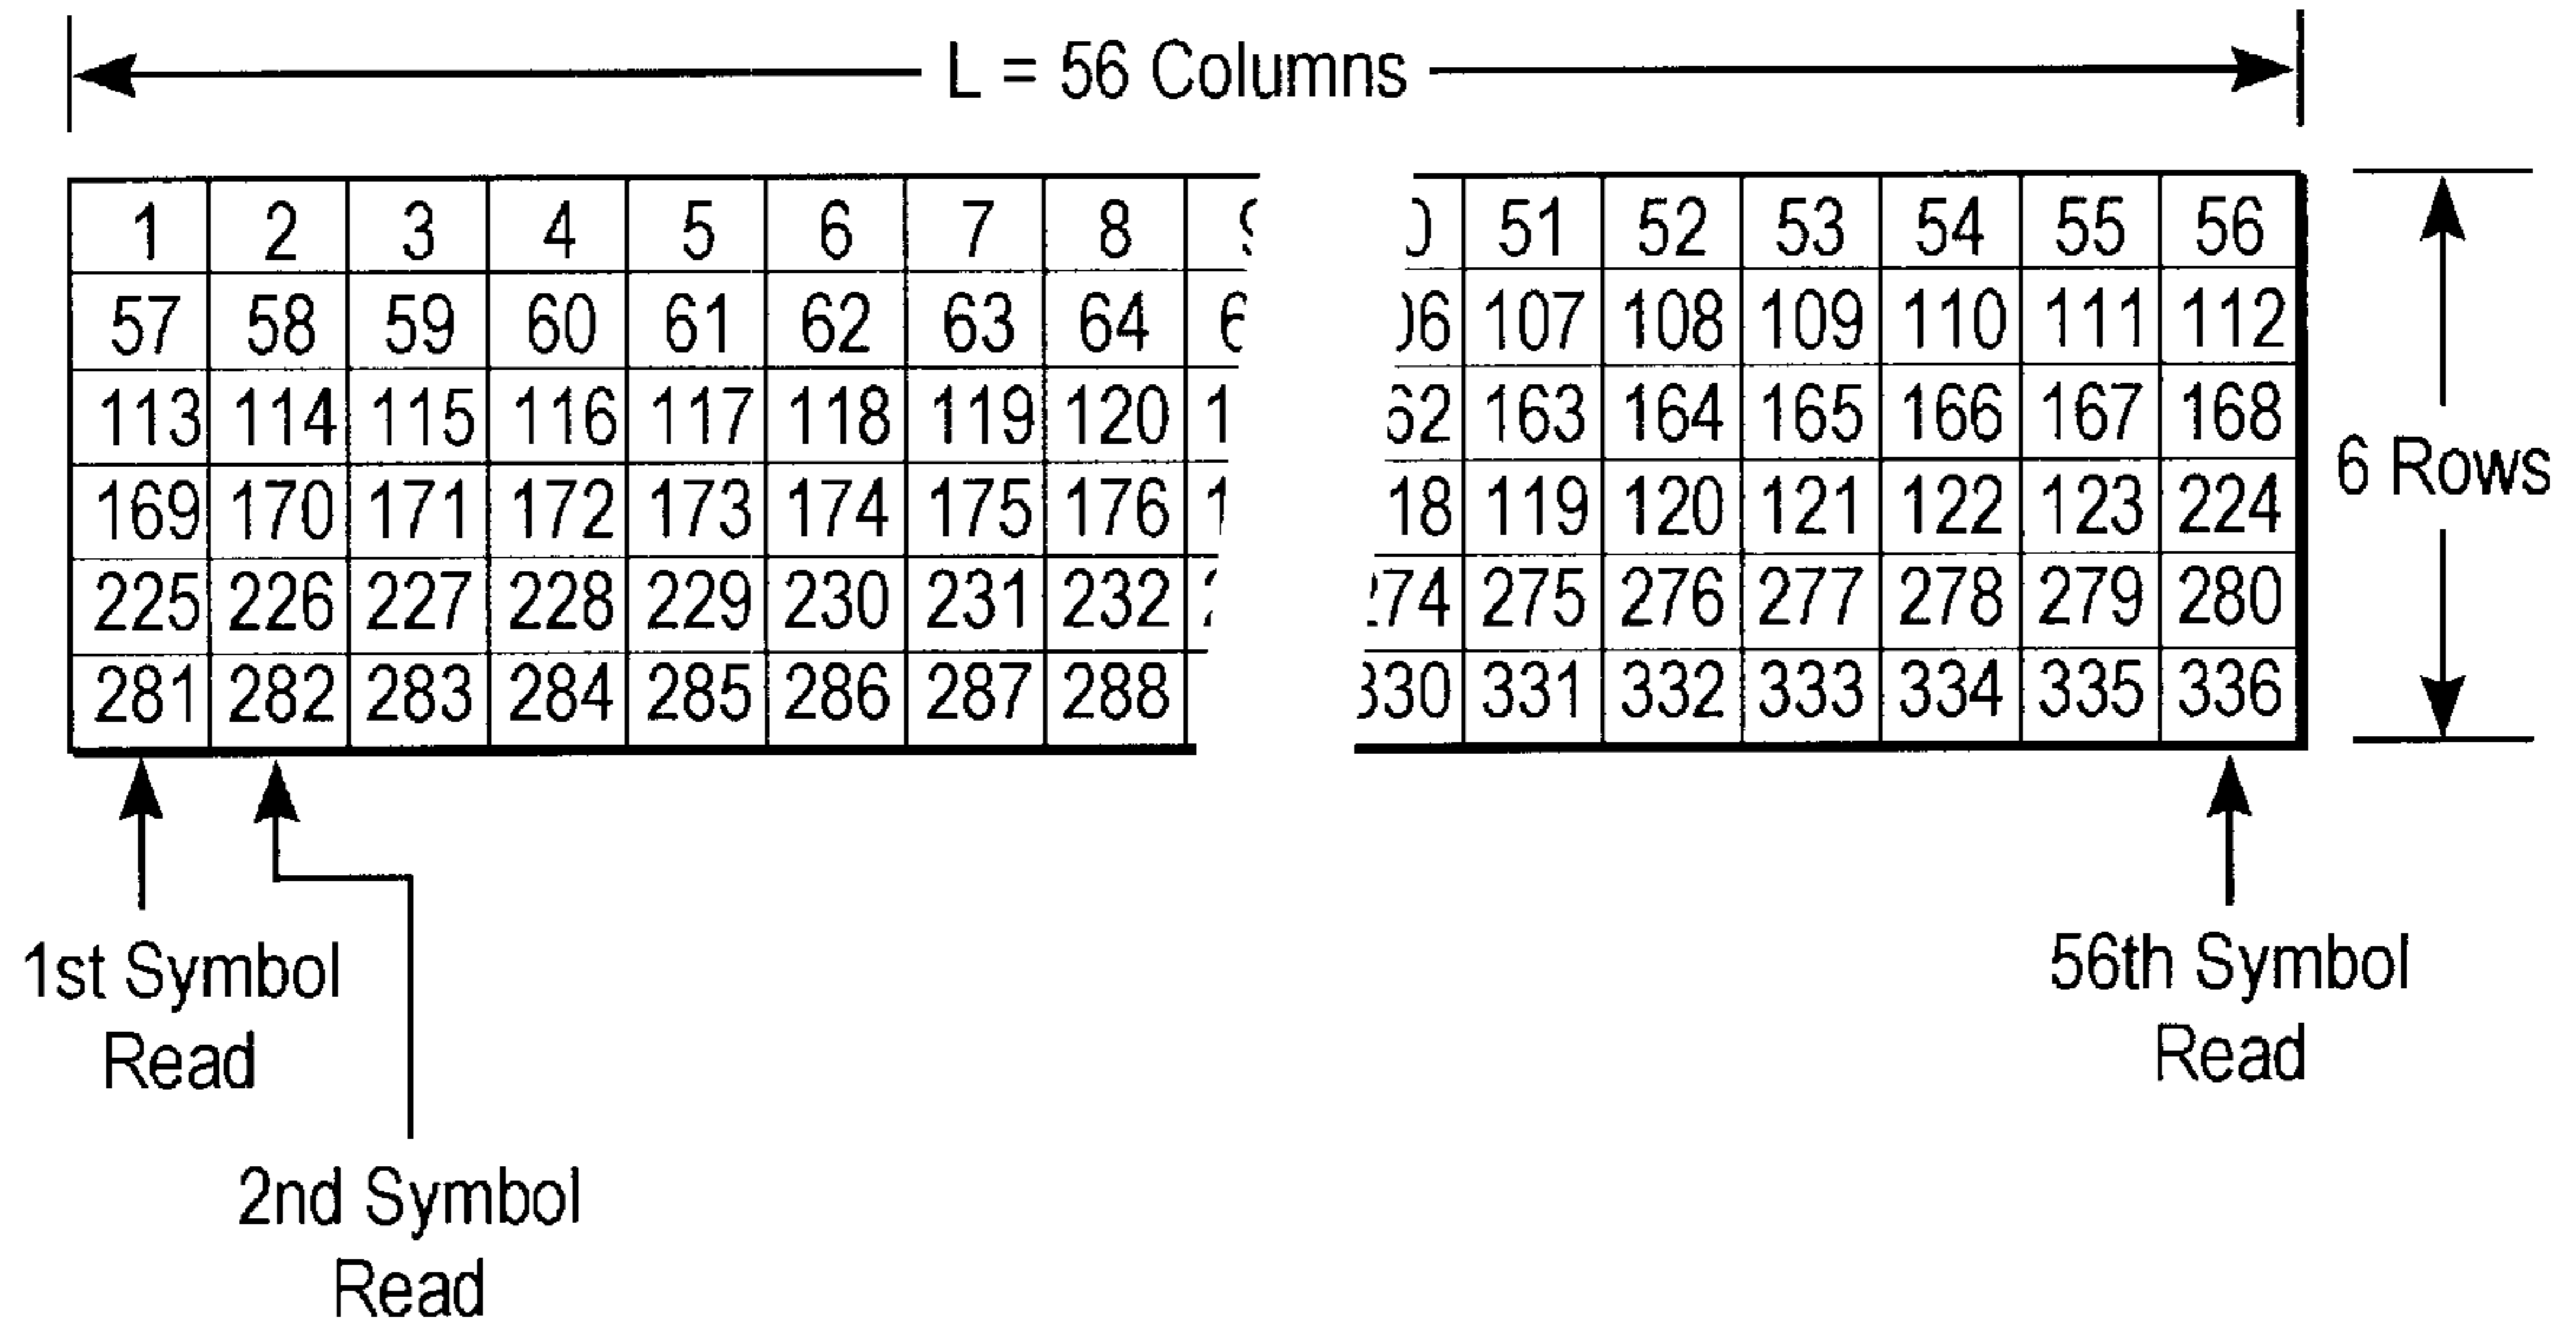 L = 56 Columns
1 2 3 4 5 6 7 8 51 52 53 54 55 56
57 58 59 60 61 62 63 64 107 108 109 110 111 112
113 114 115 116 117 118 119 120 163 164 165 166 167 168
169 170 171 172 173 174 175 176 119 120 121 122 123 224
225 226 227 228 229 230 231 232 275 276 277 278 279 280
281 282 283 284 285 286 287 288 330 331 332 333 334 335 336
6 Rows
1st Symbol
Read
2nd Symbol
Read
56th Symbol
Read